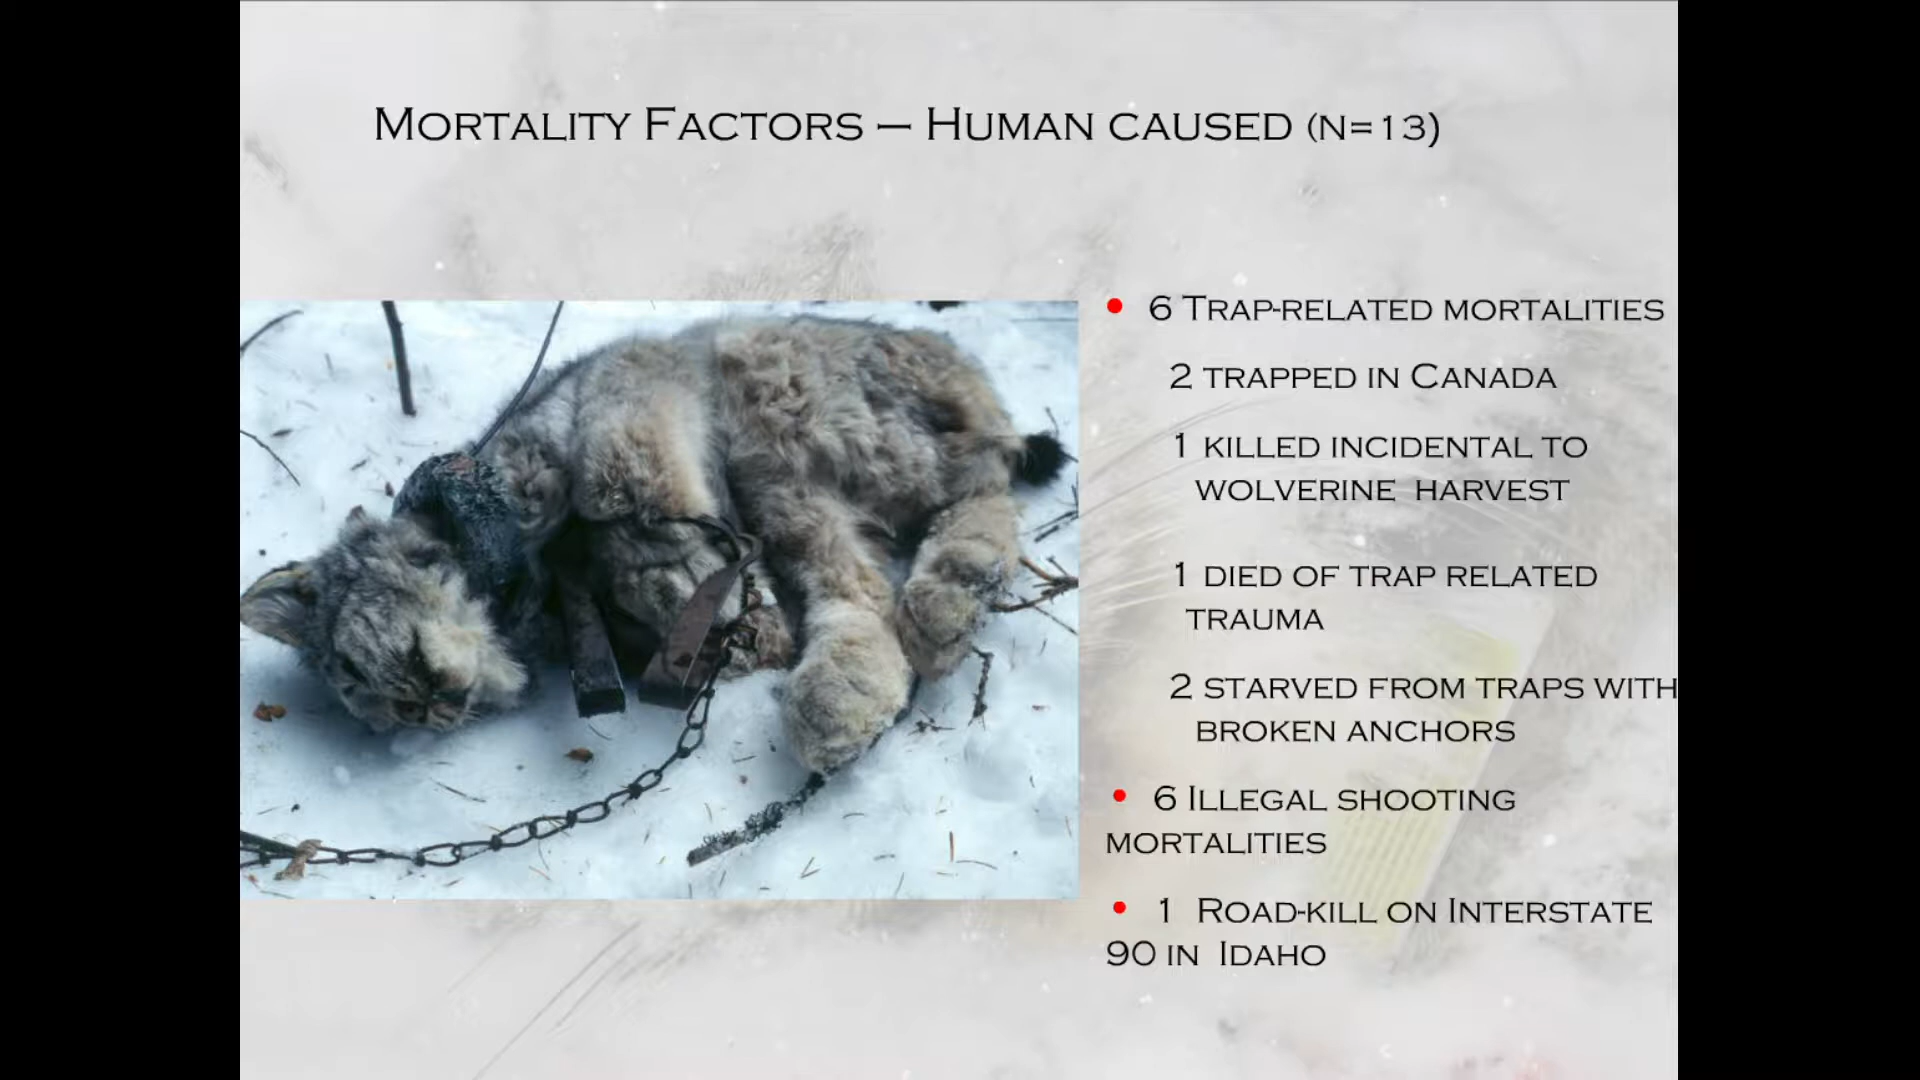 Mortality Factors – Human caused (n=13)
• 6 Trap-related mortalities
2 trapped in Canada
1 killed incidental to
wolverine harvest
1 died of trap related
trauma
2 starved from traps with
broken anchors
• 6 Illegal shooting
mortalities
• 1 Road-kill on Interstate
90 in Idaho